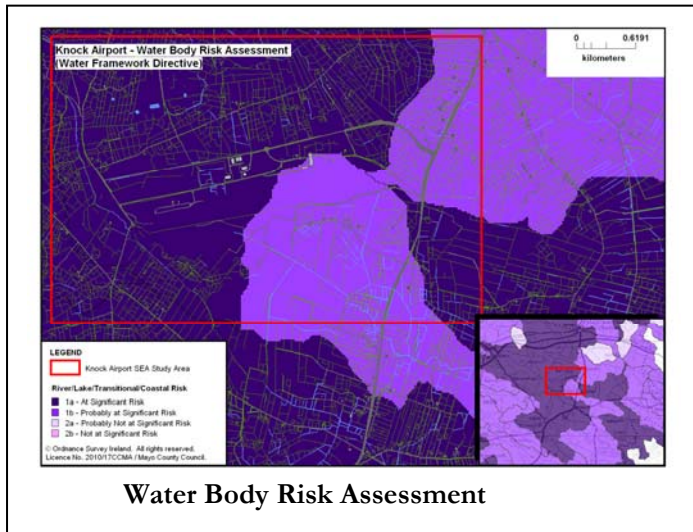 Knock Airport - Water Body Risk Assessment
(Water Framework Directive)
0 0.6191
kilometers
LEGEND
Knock Airport SEA Study Area
River/Lake/Transitional/Coastal Risk
1a - At Significant Risk
1b - Probably at Significant Risk
2a - Probably Not at Significant Risk
2b - Not at Significant Risk
© Ordnance Survey Ireland. All rights reserved.
Licence No. 2010/17CCMA / Mayo County Council.
Water Body Risk Assessment